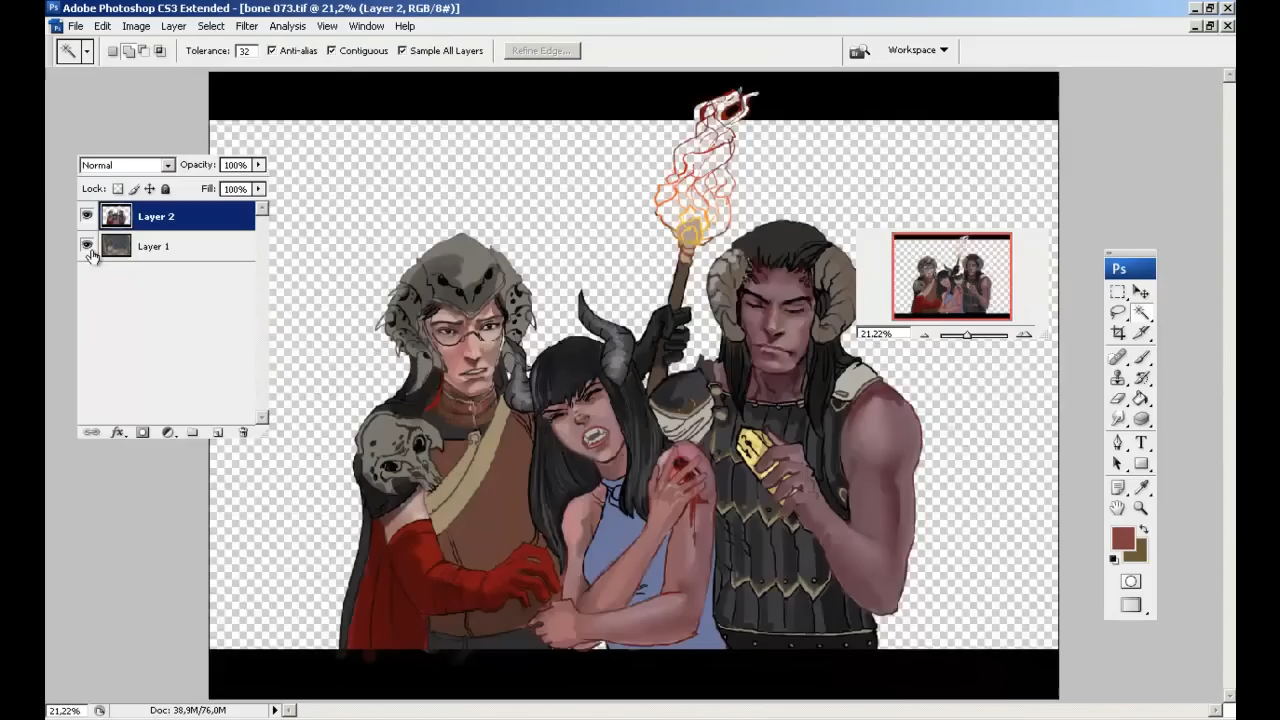 Adobe Photoshop CS3 Extended - [bone 073.tif @ 21,2% (Layer 2, RGB/8#)]
File Edit Image Layer Select Filter Analysis View Window Help
Tolerance: 32 Anti-alias Contiguous Sample All Layers Refine Edge... Workspace
Normal Opacity: 100%
Lock: Fill: 100%
Layer 2
Layer 1
fx
21.22%
Ps
T
21,22% Doc: 38,9M/76,0M